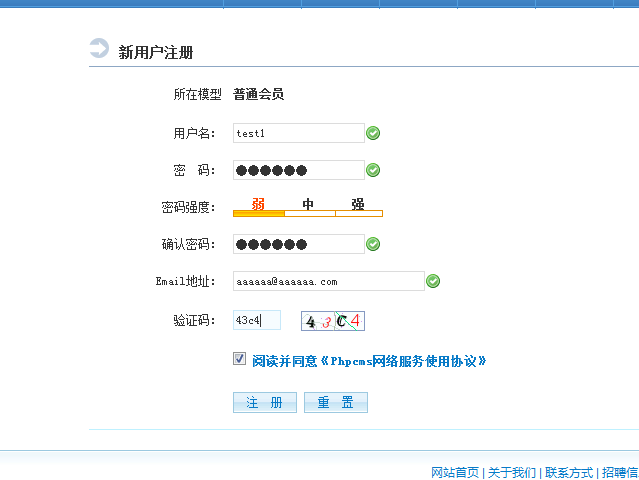 新用户注册
所在模型 普通会员
用户名： test1
密 码： ●●●●●●
密码强度： 弱 中 强
确认密码： ●●●●●●
Email地址： aaaaaa@aaaaaa.com
验证码： 43c4 43C4
阅读并同意《Phpcms网络服务使用协议》
注 册 重 置
网站首页 | 关于我们 | 联系方式 | 招聘信